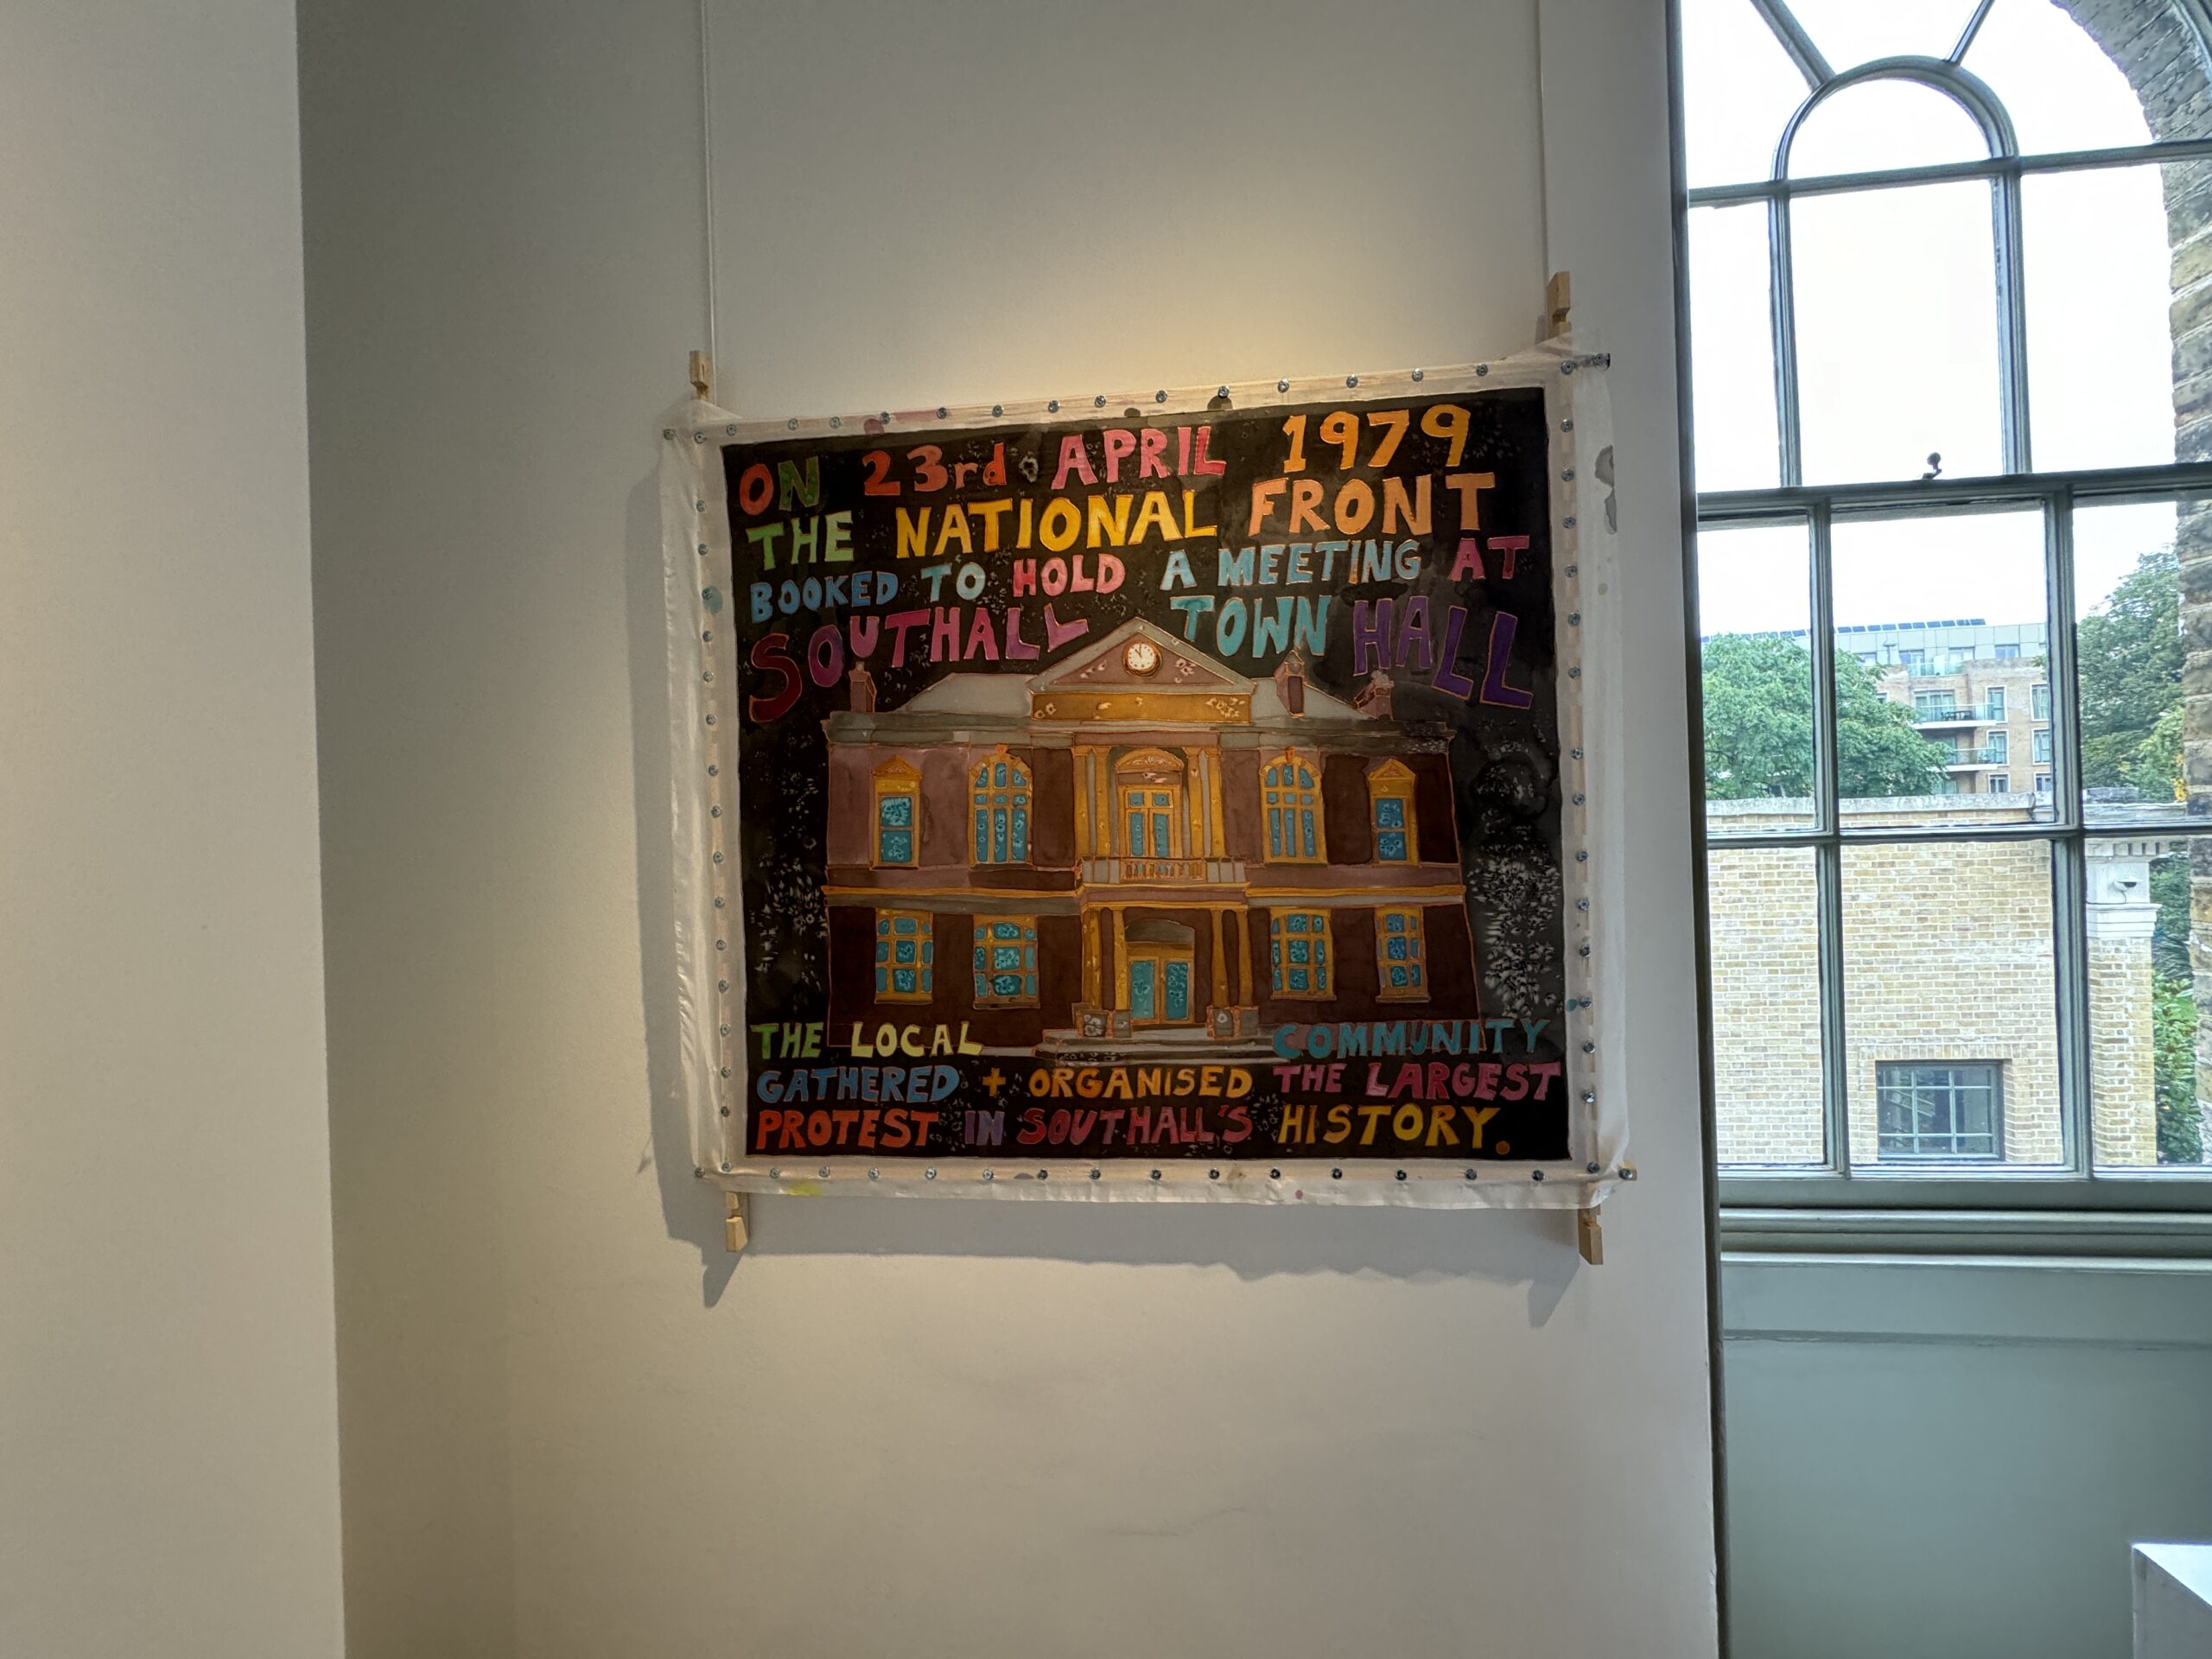 ON 23rd APRIL 1979
THE NATIONAL FRONT
BOOKED TO HOLD A MEETING AT
SOUTHALL TOWN HALL
THE LOCAL COMMUNITY
GATHERED + ORGANISED THE LARGEST
PROTEST IN SOUTHALL'S HISTORY.